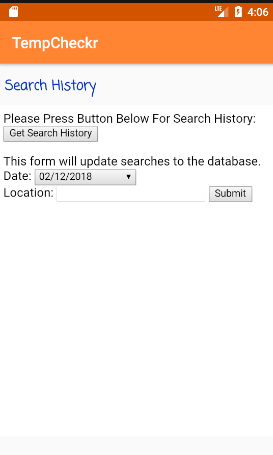 LTE 4:06
TempCheckr
Search History
Please Press Button Below For Search History:
Get Search History
This form will update searches to the database.
Date: 02/12/2018
Location: Submit